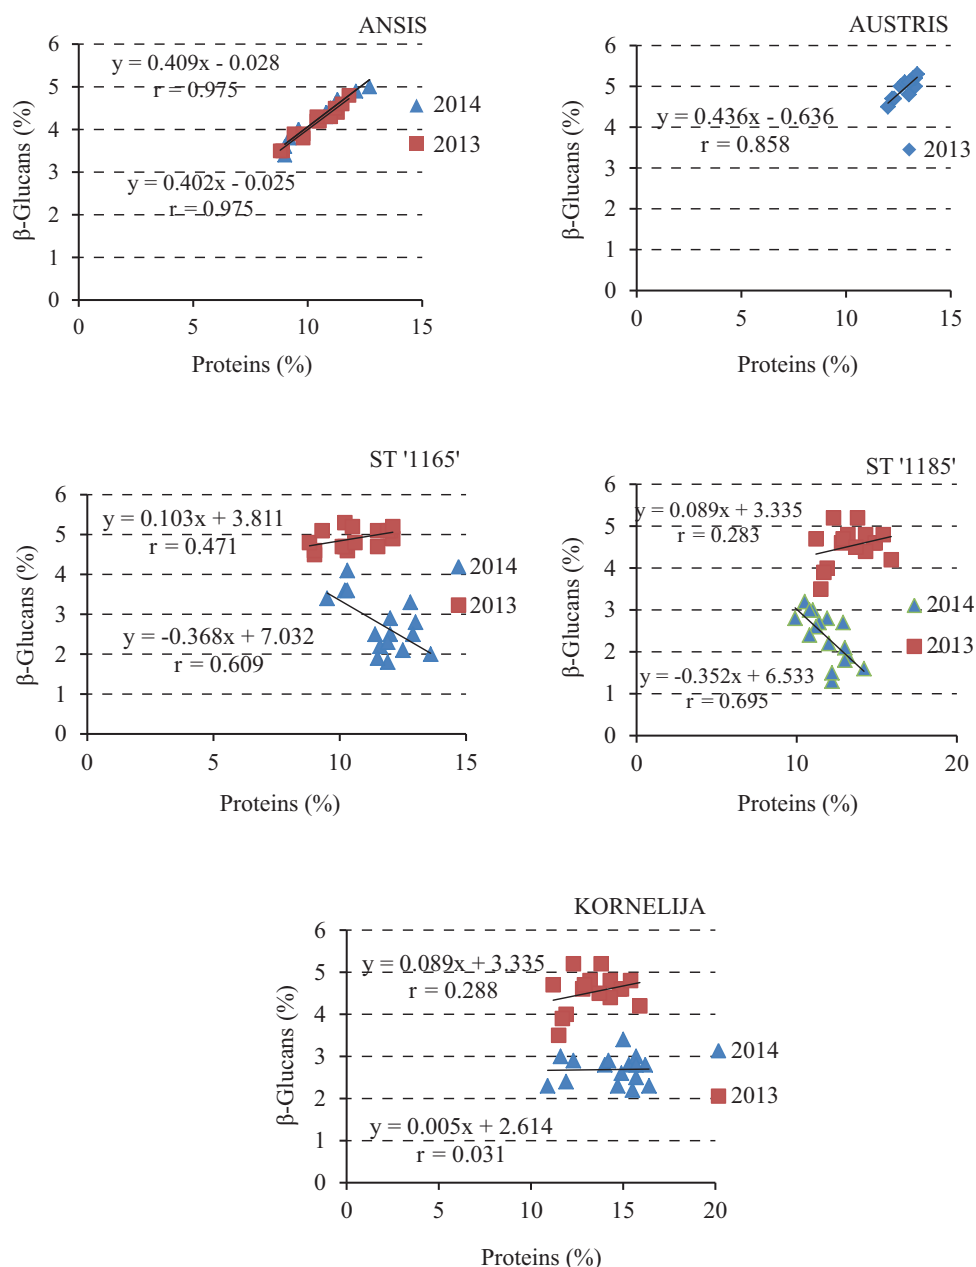 ANSIS
6
5
4
3
2
1
0
y = 0.409x - 0.028
r = 0.975
y = 0.402x - 0.025
r = 0.975
2014
2013
β-Glucans (%)
0 5 10 15
Proteins (%)
AUSTRIS
6
5
4
3
2
1
0
y = 0.436x - 0.636
r = 0.858
2013
β-Glucans (%)
0 5 10 15
Proteins (%)
ST '1165'
6
5
4
3
2
1
0
y = 0.103x + 3.811
r = 0.471
y = -0.368x + 7.032
r = 0.609
2014
2013
β-Glucans (%)
0 5 10 15
Proteins (%)
ST '1185'
6
5
4
3
2
1
0
y = 0.089x + 3.335
r = 0.283
y = -0.352x + 6.533
r = 0.695
2014
2013
β-Glucans (%)
0 10 20
Proteins (%)
KORNELIJA
6
5
4
3
2
1
0
y = 0.089x + 3.335
r = 0.288
y = 0.005x + 2.614
r = 0.031
2014
2013
β-Glucans (%)
0 5 10 15 20
Proteins (%)